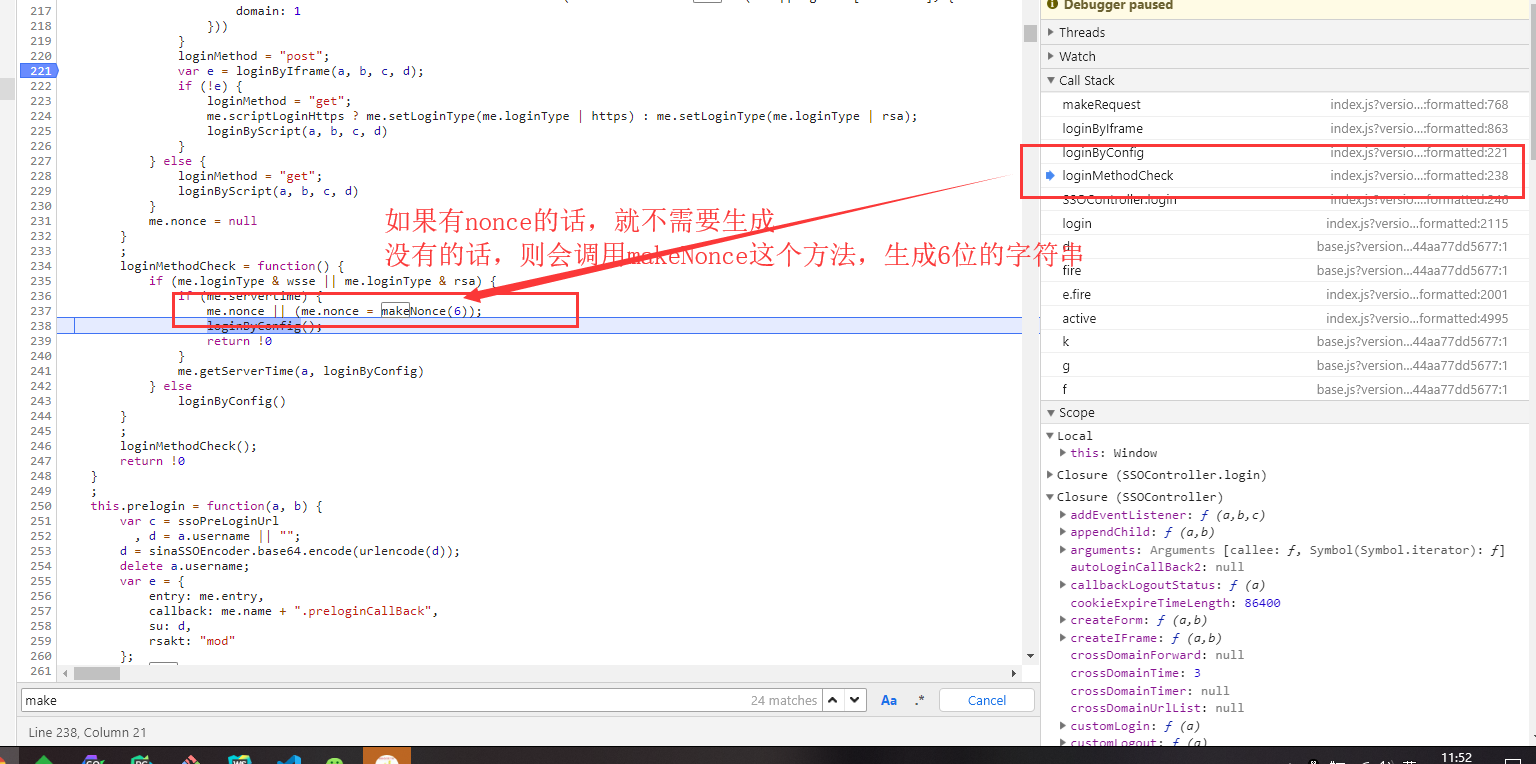 217 domain: 1
218 }))
219 }
220 loginMethod = "post";
221 var e = loginByIframe(a, b, c, d);
222 if (!e) {
223 loginMethod = "get";
224 me.scriptLoginHttps ? me.setLoginType(me.loginType | https) : me.setLoginType(me.loginType | rsa);
225 loginByScript(a, b, c, d)
226 }
227 } else {
228 loginMethod = "get";
229 loginByScript(a, b, c, d)
230 }
231 me.nonce = null
232 }
233 ;
234 loginMethodCheck = function() {
235 if (me.loginType & wsse || me.loginType & rsa) {
236 if (me.servertime) {
237 me.nonce || (me.nonce = makeNonce(6));
238 loginByConfig();
239 return !0
240 }
241 me.getServerTime(a, loginByConfig)
242 } else
243 loginByConfig()
244 }
245 ;
246 loginMethodCheck();
247 return !0
248 }
249 ;
250 this.prelogin = function(a, b) {
251 var c = ssoPreLoginUrl
252 , d = a.username || "";
253 d = sinaSSOEncoder.base64.encode(urlencode(d));
254 delete a.username;
255 var e = {
256 entry: me.entry,
257 callback: me.name + ".preloginCallBack",
258 su: d,
259 rsakt: "mod"
260 };
261
如果有nonce的话，就不需要生成
没有的话，则会调用makeNonce这个方法，生成6位的字符串
make 24 matches Aa .* Cancel
Line 238, Column 21
Debugger paused
Threads
Watch
Call Stack
makeRequest index.js?versio…:formatted:768
loginByIframe index.js?versio…:formatted:863
loginByConfig index.js?versio…:formatted:221
loginMethodCheck index.js?versio…:formatted:238
SSOController.login index.js?versio…:formatted:246
login index.js?versio…formatted:2115
base.js?version…44aa77dd5677:1
fire base.js?version…44aa77dd5677:1
e.fire index.js?versio…formatted:2001
active index.js?versio…formatted:4995
k base.js?version…44aa77dd5677:1
g base.js?version…44aa77dd5677:1
f base.js?version…44aa77dd5677:1
Scope
Local
this: Window
Closure (SSOController.login)
Closure (SSOController)
addEventListener: ƒ (a,b,c)
appendChild: ƒ (a,b)
arguments: Arguments [callee: ƒ, Symbol(Symbol.iterator): ƒ]
autoLoginCallBack2: null
callbackLogoutStatus: ƒ (a)
cookieExpireTimeLength: 86400
createForm: ƒ (a,b)
createIFrame: ƒ (a,b)
crossDomainForward: null
crossDomainTime: 3
crossDomainTimer: null
crossDomainUrlList: null
customLogin: ƒ (a)
customLogout: ƒ (a)
11:52